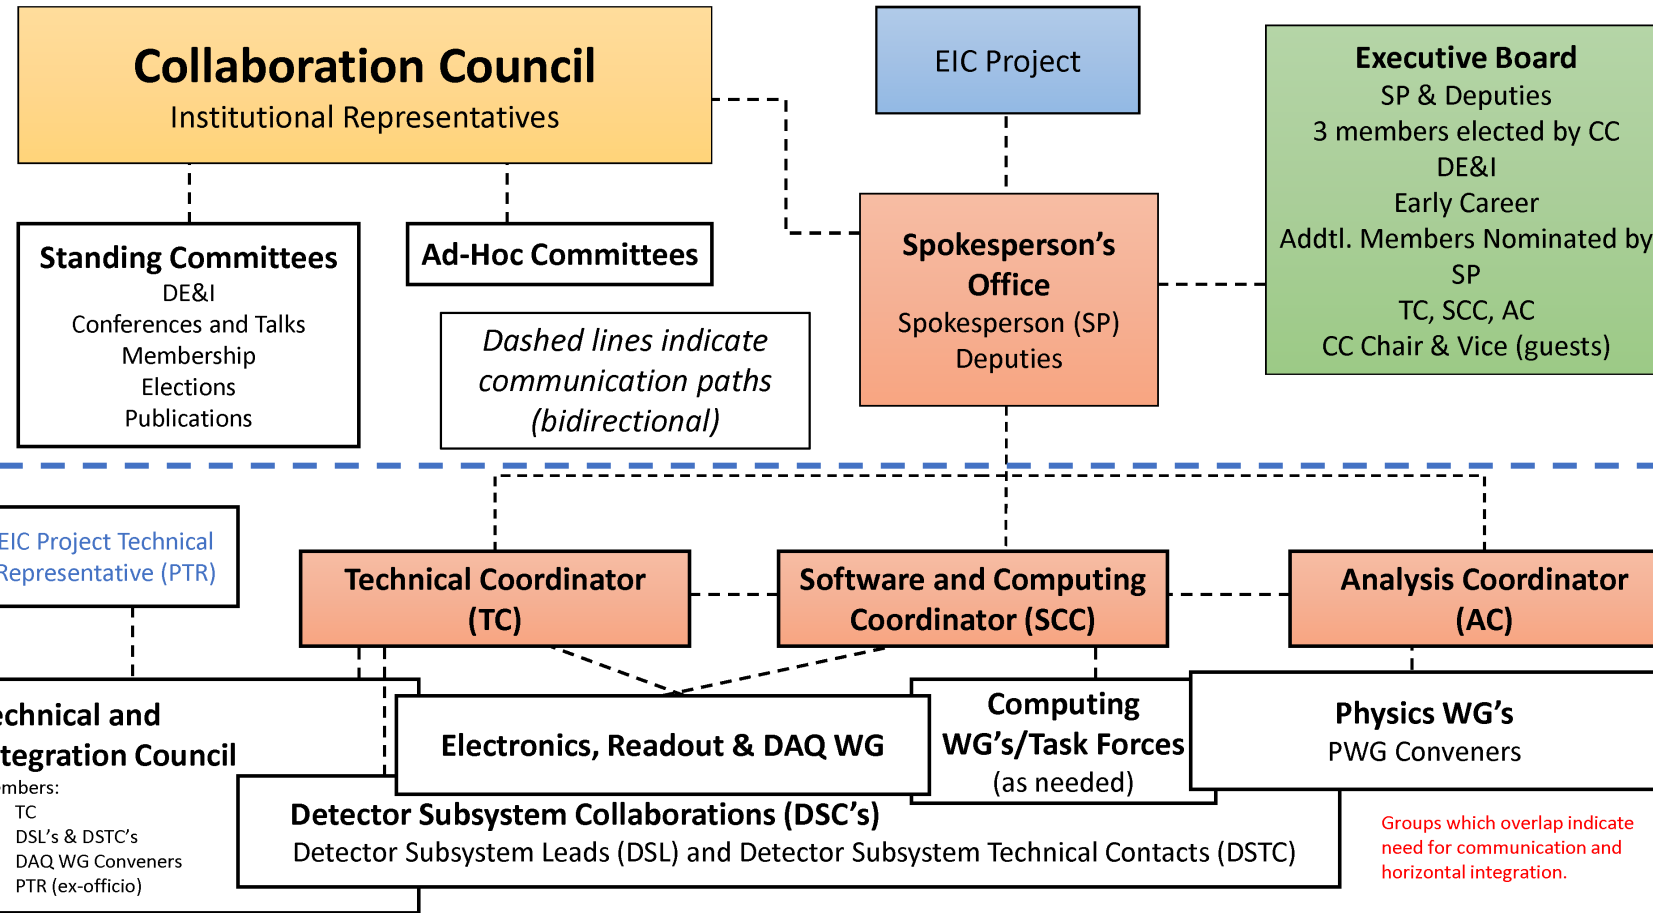 Collaboration Council
Institutional Representatives
EIC Project
Executive Board
SP & Deputies
3 members elected by CC
DE&I
Early Career
Addtl. Members Nominated by
SP
TC, SCC, AC
CC Chair & Vice (guests)
Standing Committees
DE&I
Conferences and Talks
Membership
Elections
Publications
Ad-Hoc Committees
Dashed lines indicate
communication paths
(bidirectional)
Spokesperson’s
Office
Spokesperson (SP)
Deputies
EIC Project Technical
Representative (PTR)
Technical Coordinator
(TC)
Software and Computing
Coordinator (SCC)
Analysis Coordinator
(AC)
echnical and
ntegration Council
embers:
TC
DSL’s & DSTC’s
DAQ WG Conveners
PTR (ex-officio)
Electronics, Readout & DAQ WG
Computing
WG’s/Task Forces
(as needed)
Physics WG’s
PWG Conveners
Detector Subsystem Collaborations (DSC’s)
Detector Subsystem Leads (DSL) and Detector Subsystem Technical Contacts (DSTC)
Groups which overlap indicate
need for communication and
horizontal integration.